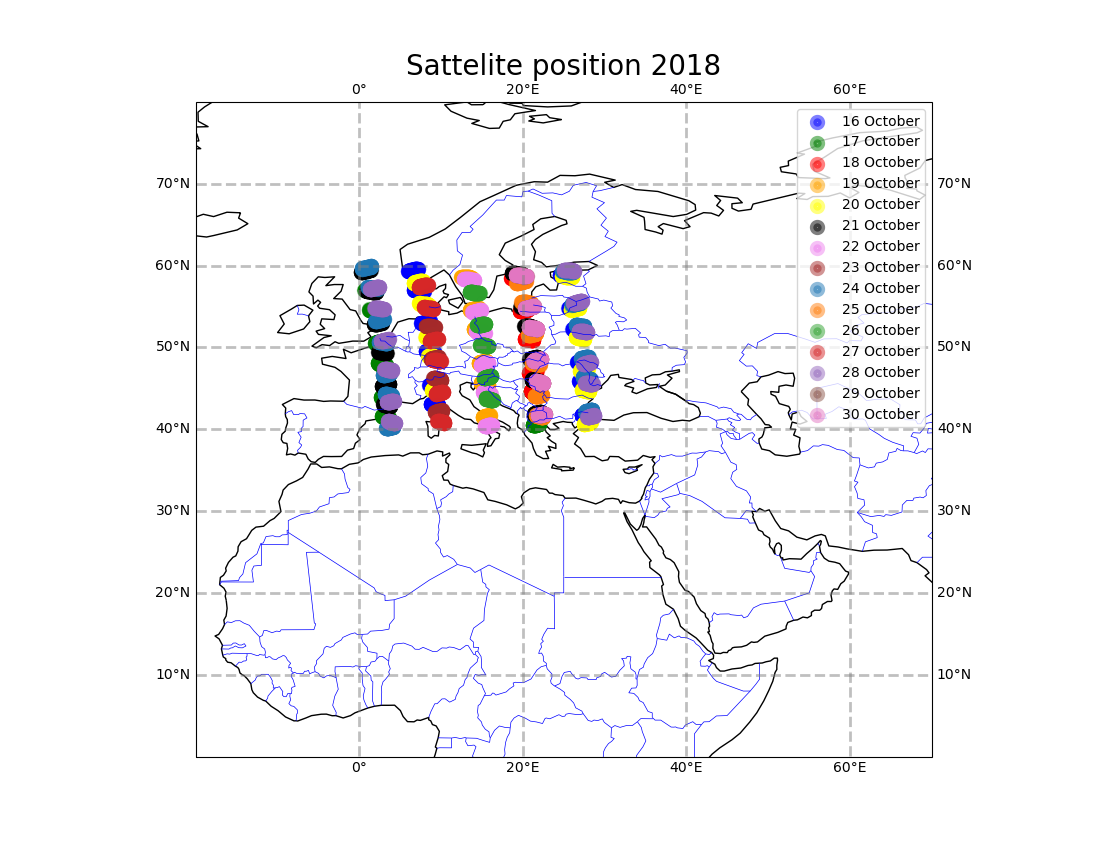 Sattelite position 2018
0° 20°E 40°E 60°E
16 October
17 October
18 October
70°N 19 October 70°N
20 October
21 October
22 October
60°N 23 October 60°N
24 October
25 October
26 October
50°N 27 October 50°N
28 October
29 October
30 October
40°N 40°N
30°N 30°N
20°N 20°N
10°N 10°N
0° 20°E 40°E 60°E